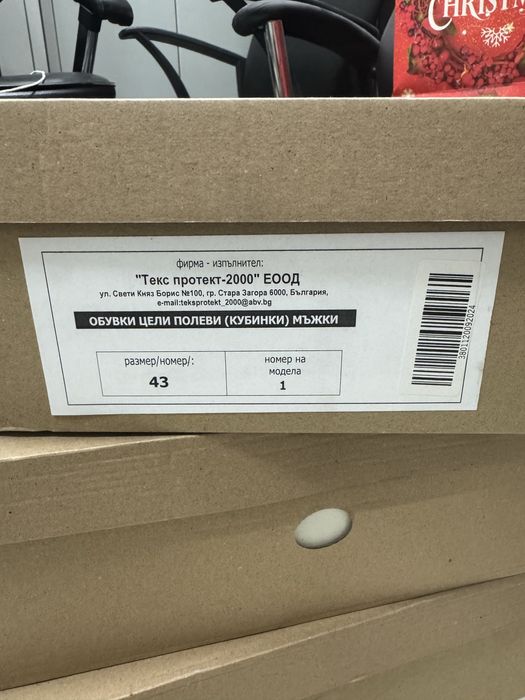 CHRISTM
фирма - изпълнител:
"Текс протект-2000" ЕООД
ул. Свети Княз Борис №100, гр. Стара Загора 6000, България,
e-mail:teksprotekt_2000@abv.bg
ОБУВКИ ЦЕЛИ ПОЛЕВИ (КУБИНКИ) МЪЖКИ
размер/номер/:
43
номер на
модела
1
3801120092024